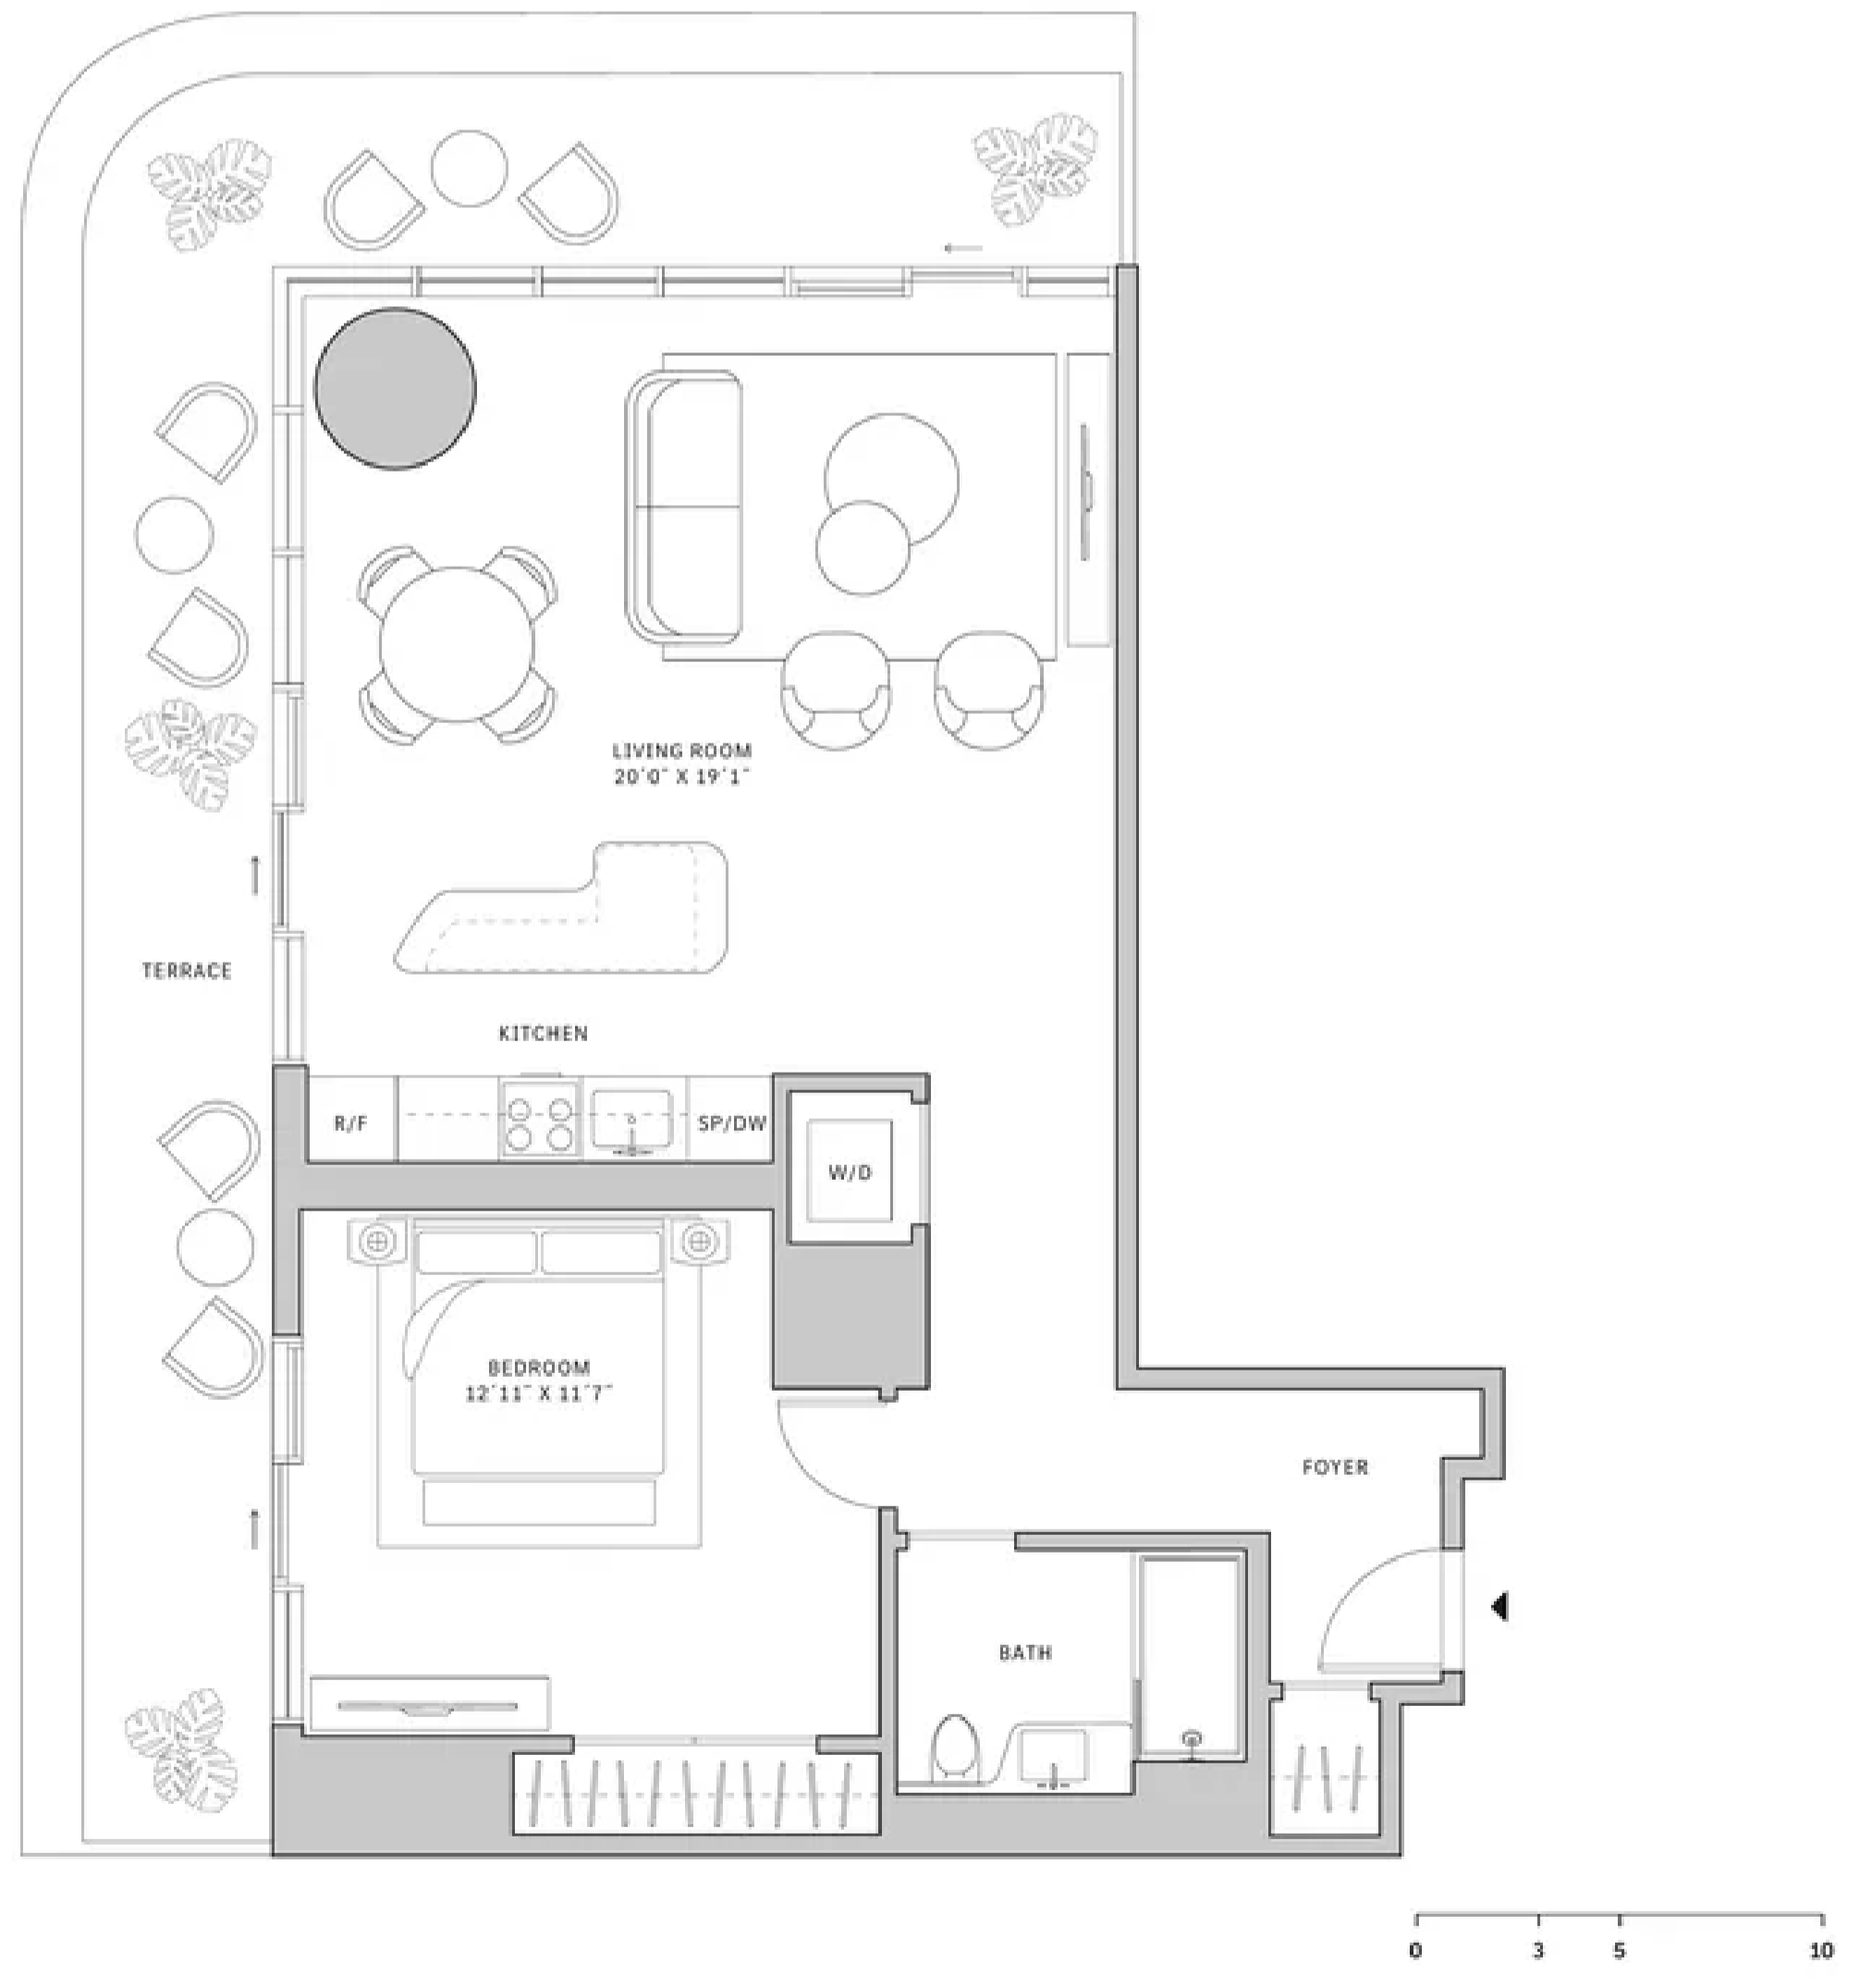 LIVING ROOM
20´0˝ X 19´1˝
TERRACE
KITCHEN
R/F
SP/DW
W/D
BEDROOM
12´11˝ X 11´7˝
FOYER
BATH
0 3 5 10